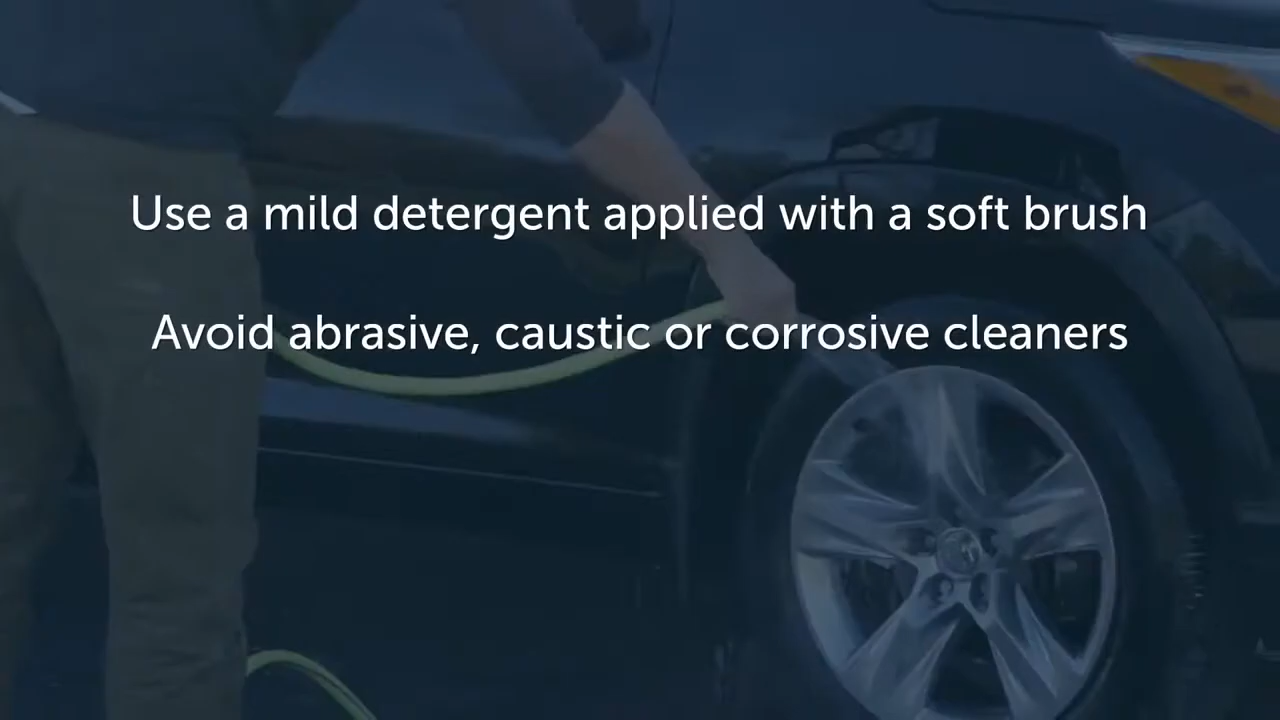 Use a mild detergent applied with a soft brush
Avoid abrasive, caustic or corrosive cleaners